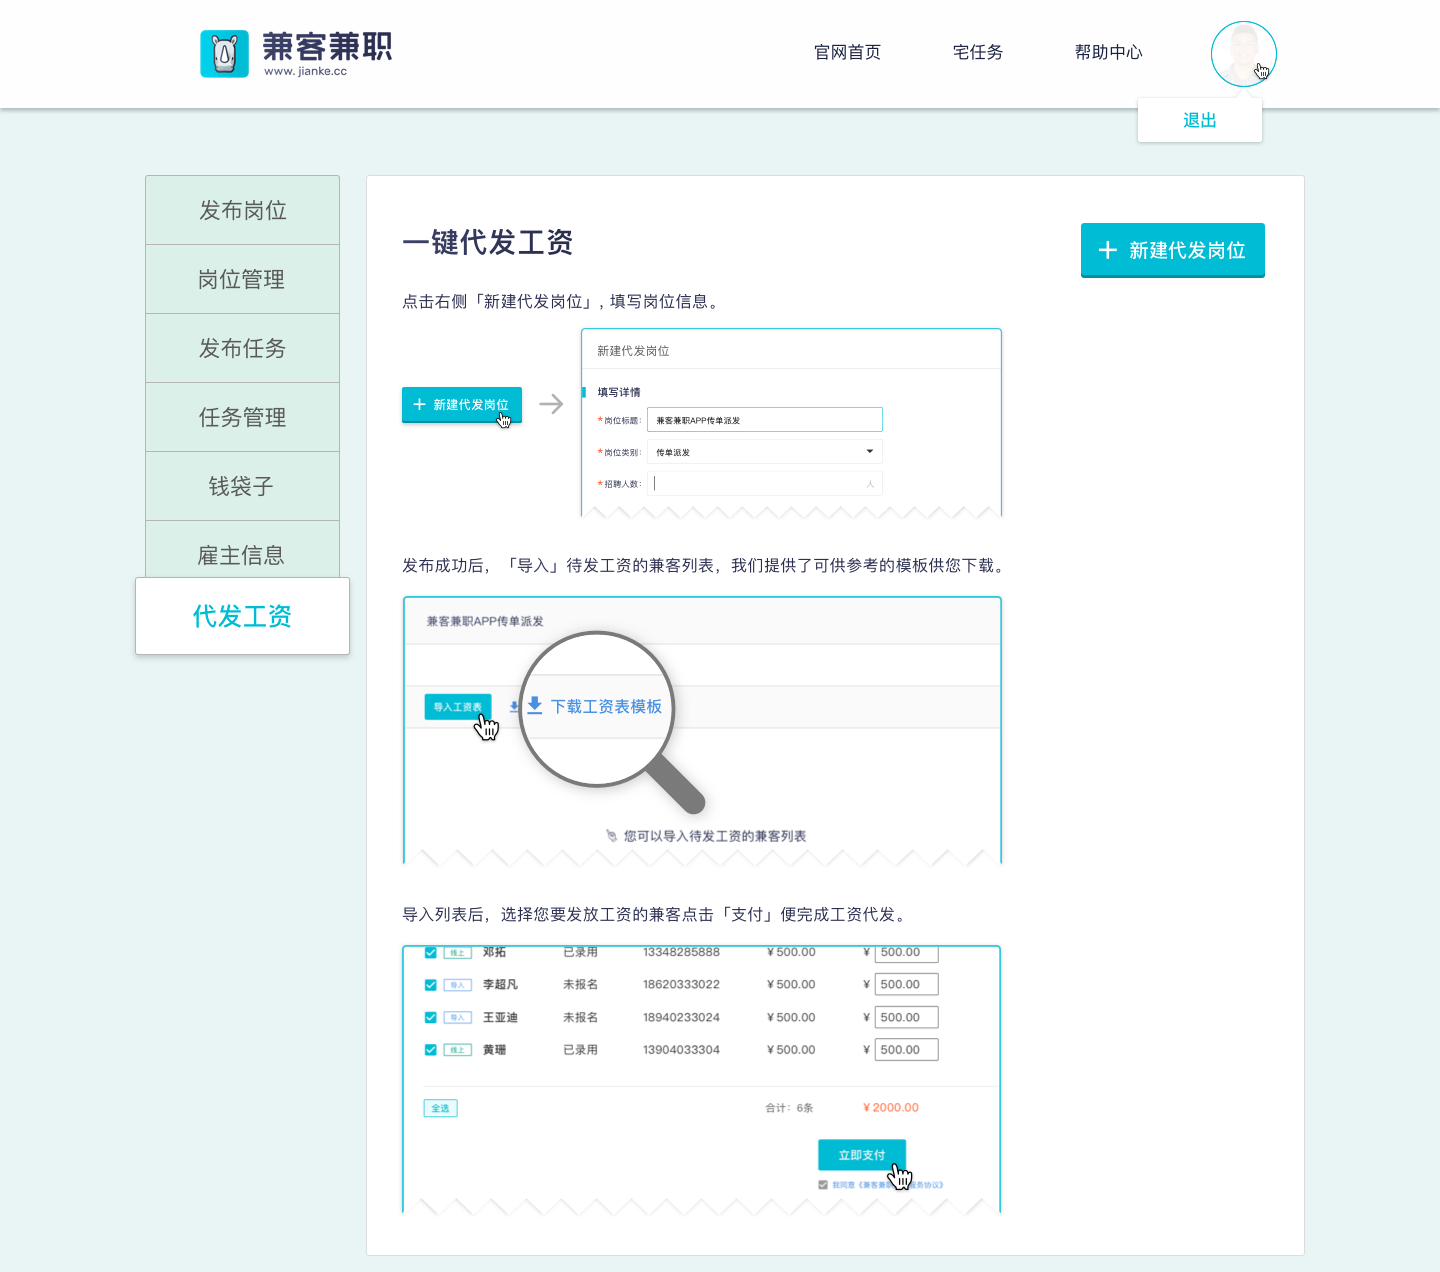 兼客兼职
www.jianke.cc
官网首页
宅任务
帮助中心
退出
发布岗位
岗位管理
发布任务
任务管理
钱袋子
雇主信息
代发工资
一键代发工资
新建代发岗位
点击右侧「新建代发岗位」, 填写岗位信息。
新建代发岗位
新建代发岗位
填写详情
*岗位标题: 兼客兼职APP传单派发
*岗位类别: 传单派发
*招聘人数: 人
发布成功后，「导入」待发工资的兼客列表，我们提供了可供参考的模板供您下载。
兼客兼职APP传单派发
导入工资表
下载工资表模板
您可以导入待发工资的兼客列表
导入列表后，选择您要发放工资的兼客点击「支付」便完成工资代发。
线上 邓拓 已录用 13348285888 ¥500.00 ¥ 500.00
导入 李超凡 未报名 18620333022 ¥500.00 ¥ 500.00
导入 王亚迪 未报名 18940233024 ¥500.00 ¥ 500.00
线上 黄珊 已录用 13904033304 ¥500.00 ¥ 500.00
全选 合计：6条 ¥2000.00
立即支付
我同意《兼客兼 服务协议》